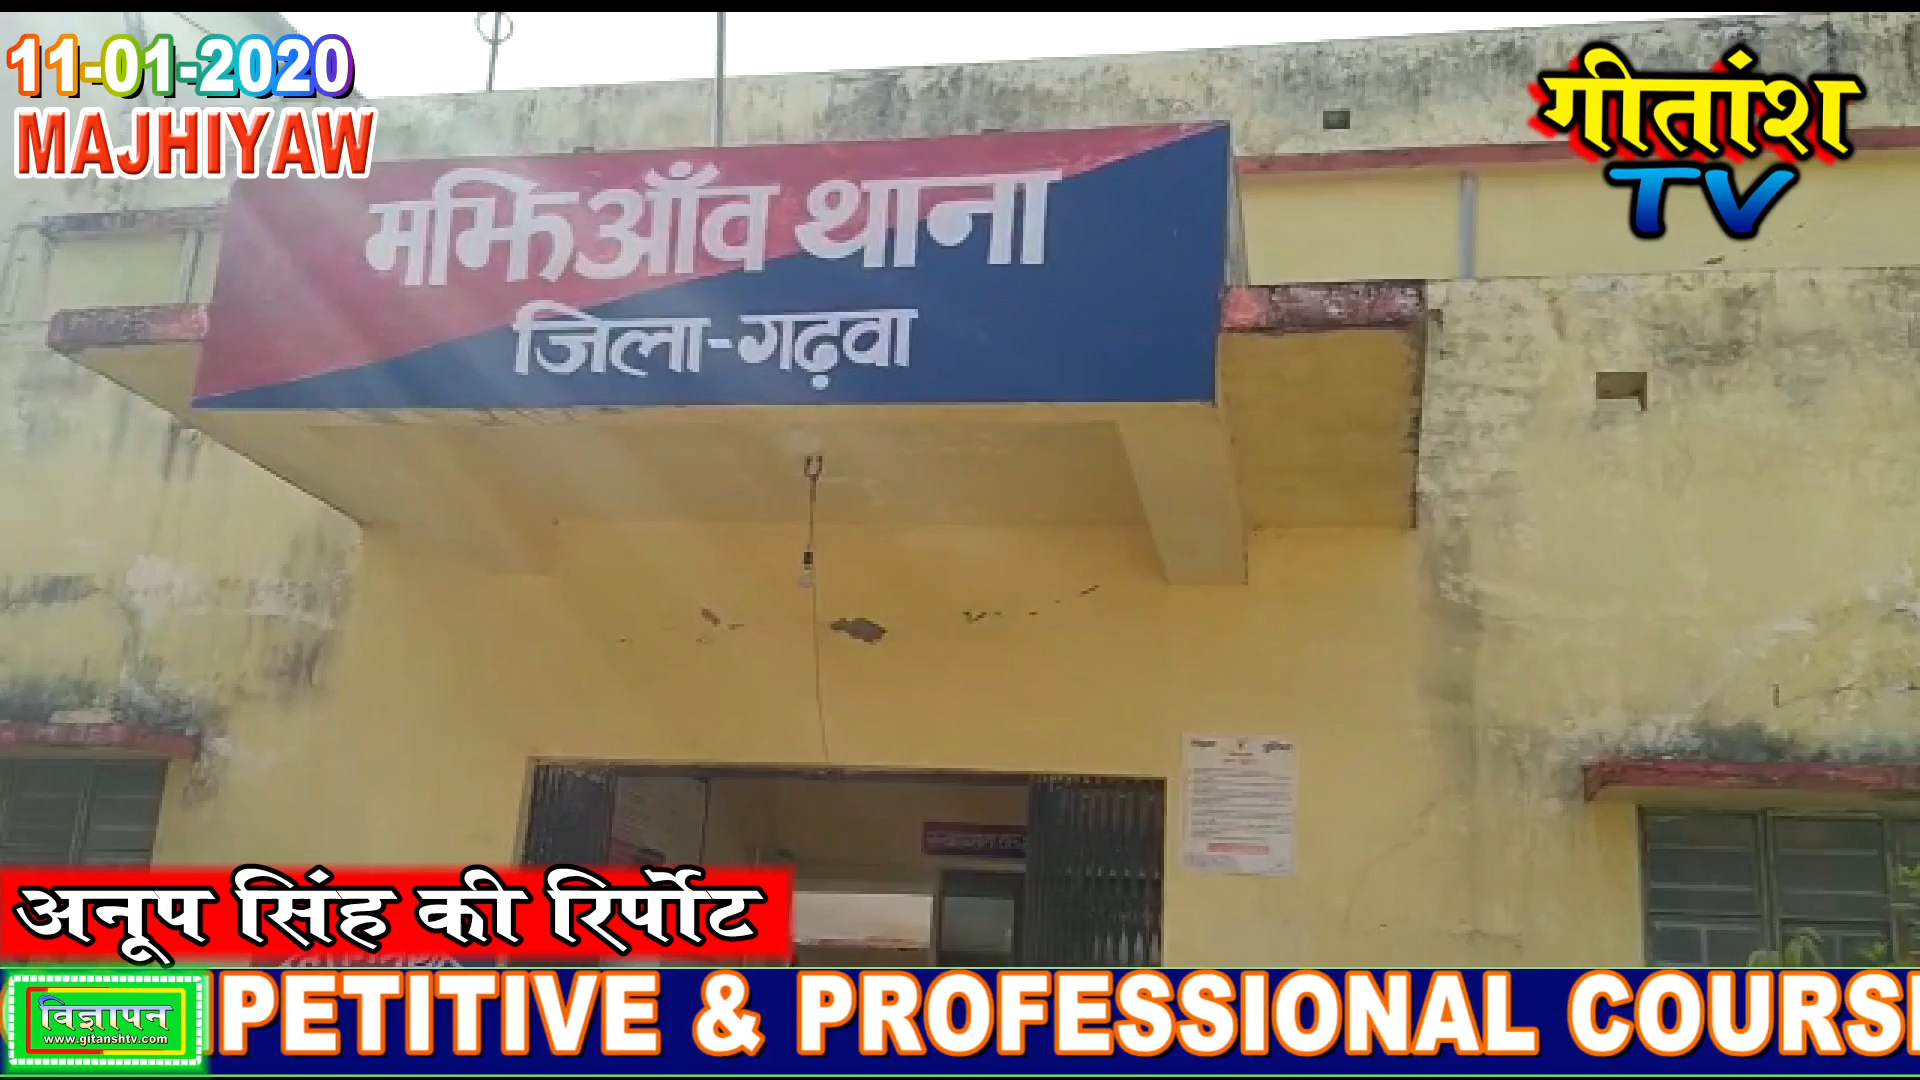 11-01-2020
MAJHIYAW
गीतांश
TV
मझिआँव थाना
जिला-गढ़वा
अनूप सिंह की रिर्पोट
विज्ञापन
www.gitanshtv.com
PETITIVE & PROFESSIONAL COURS